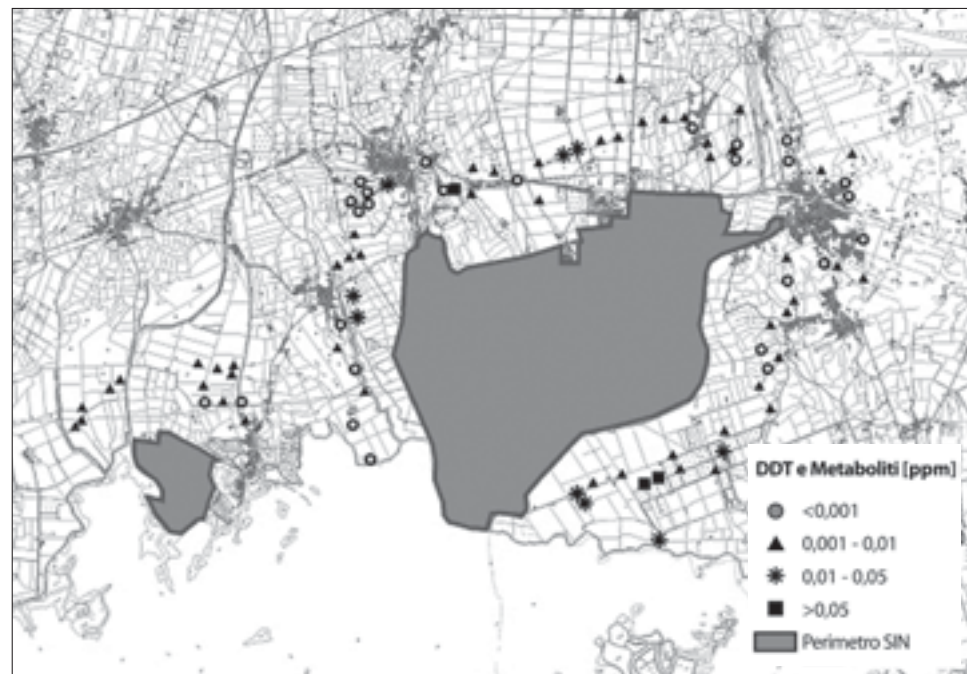 DDT e Metaboliti [ppm]
<0,001
0,001 - 0,01
0,01 - 0,05
>0,05
Perimetro SIN